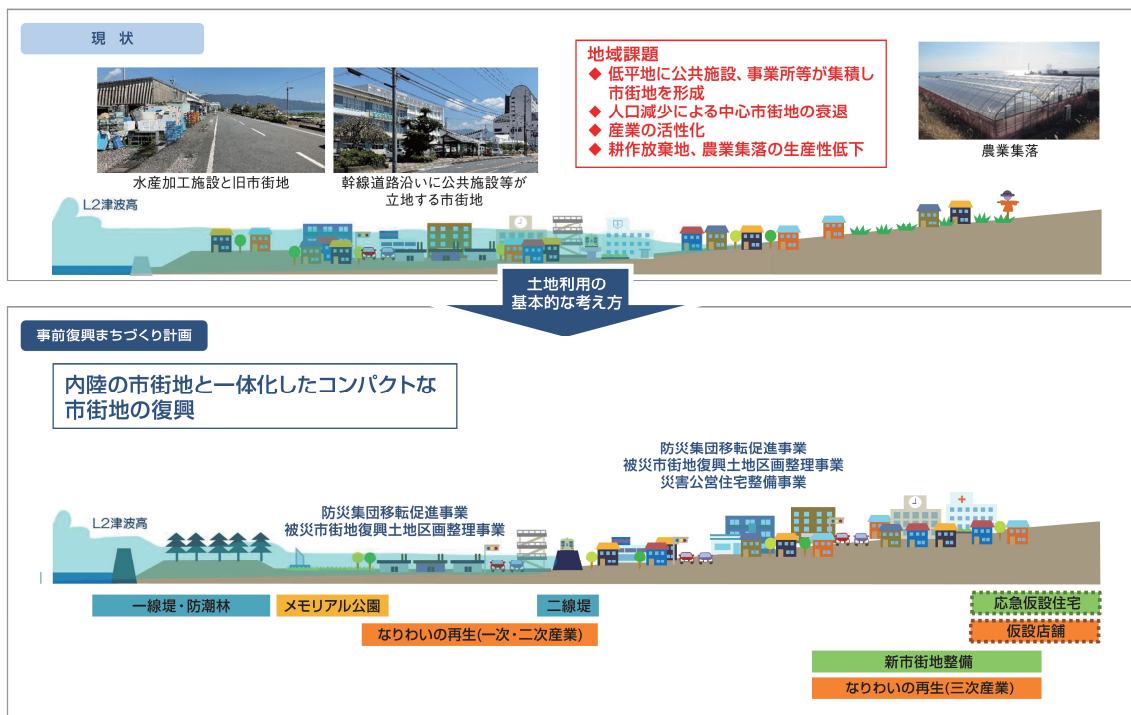 現 状
地域課題
◆ 低平地に公共施設、事業所等が集積し
市街地を形成
◆ 人口減少による中心市街地の衰退
◆ 産業の活性化
◆ 耕作放棄地、農業集落の生産性低下
水産加工施設と旧市街地
幹線道路沿いに公共施設等が
立地する市街地
農業集落
L2津波高
土地利用の
基本的な考え方
事前復興まちづくり計画
内陸の市街地と一体化したコンパクトな
市街地の復興
防災集団移転促進事業
被災市街地復興土地区画整理事業
災害公営住宅整備事業
防災集団移転促進事業
被災市街地復興土地区画整理事業
L2津波高
一線堤・防潮林
メモリアル公園
二線堤
応急仮設住宅
なりわいの再生(一次・二次産業)
仮設店舗
新市街地整備
なりわいの再生(三次産業)